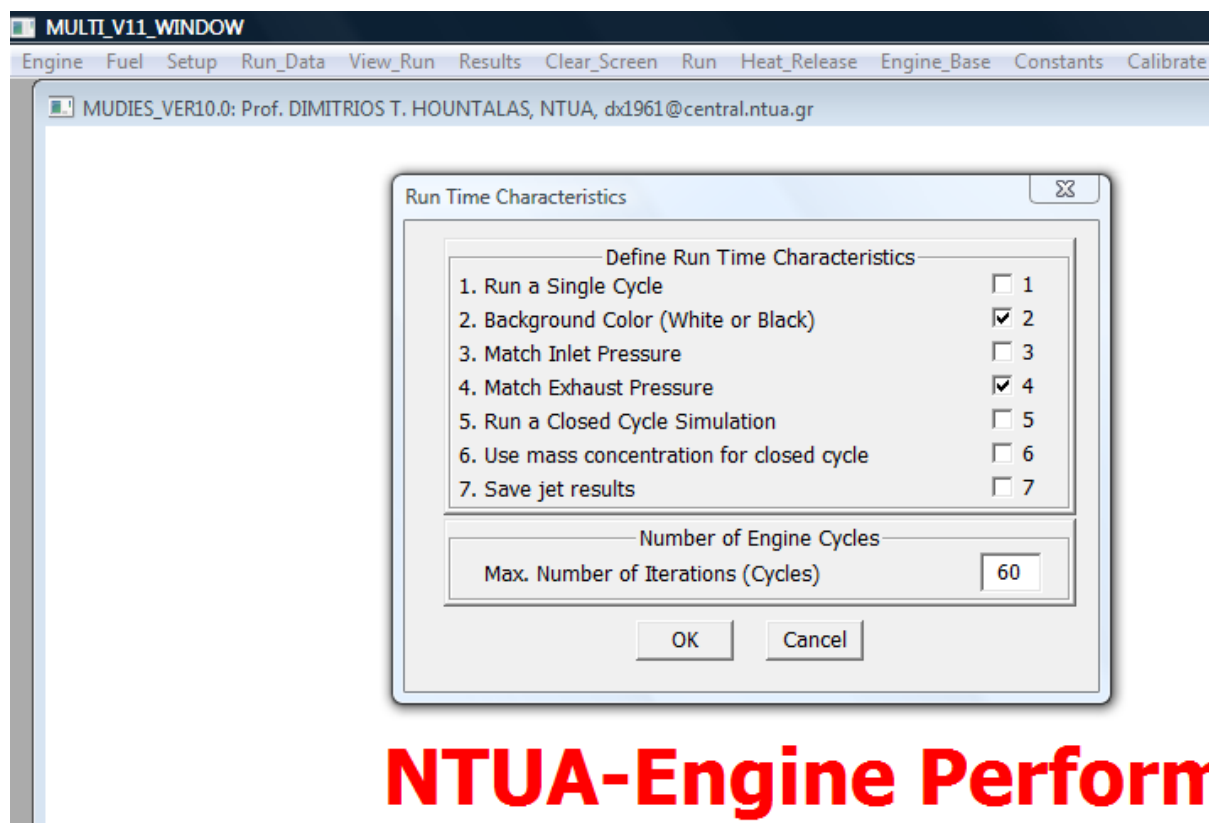 MULTI_V11_WINDOW
Engine Fuel Setup Run_Data View_Run Results Clear_Screen Run Heat_Release Engine_Base Constants Calibrate
MUDIES_VER10.0: Prof. DIMITRIOS T. HOUNTALAS, NTUA, dx1961@central.ntua.gr
Run Time Characteristics
Define Run Time Characteristics
1. Run a Single Cycle 1
2. Background Color (White or Black) 2
3. Match Inlet Pressure 3
4. Match Exhaust Pressure 4
5. Run a Closed Cycle Simulation 5
6. Use mass concentration for closed cycle 6
7. Save jet results 7
Number of Engine Cycles
Max. Number of Iterations (Cycles) 60
OK Cancel
NTUA-Engine Perform